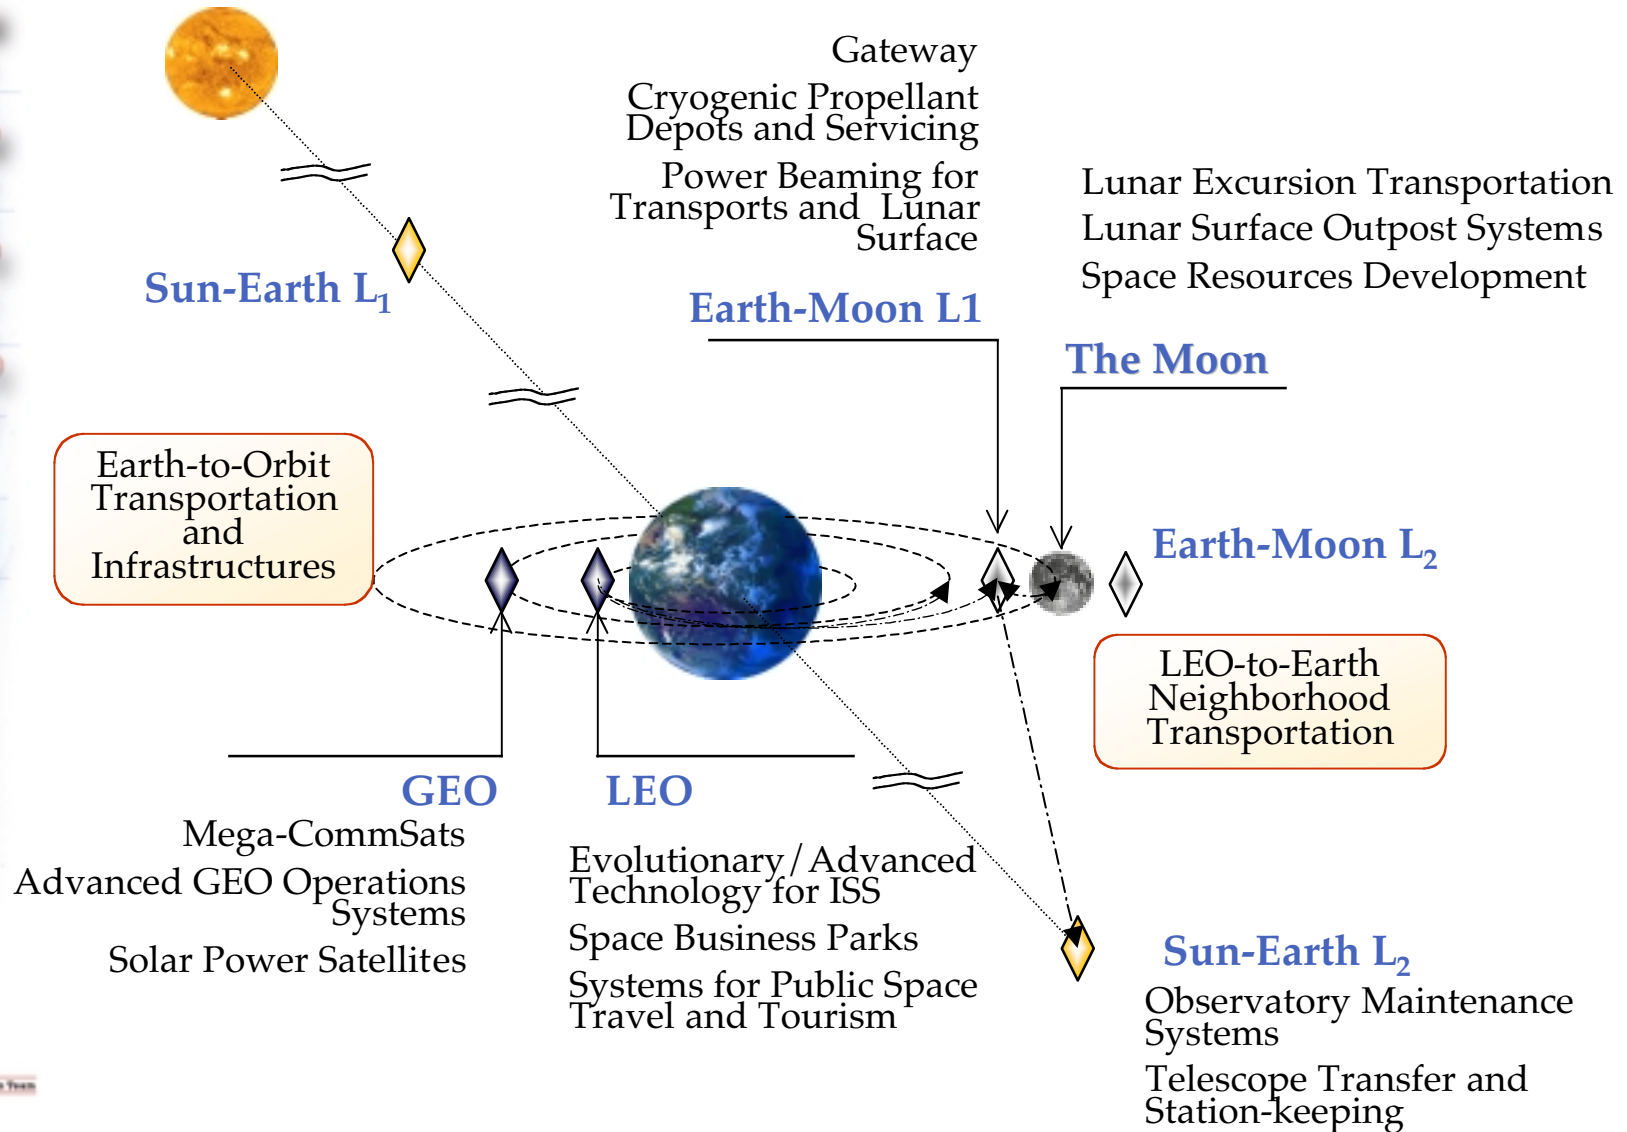 Gateway
Cryogenic Propellant
Depots and Servicing
Power Beaming for
Transports and Lunar
Surface
Earth-Moon L1
Lunar Excursion Transportation
Lunar Surface Outpost Systems
Space Resources Development
The Moon
Sun-Earth L1
Earth-to-Orbit
Transportation
and
Infrastructures
Earth-Moon L2
LEO-to-Earth
Neighborhood
Transportation
GEO
Mega-CommSats
Advanced GEO Operations
Systems
Solar Power Satellites
LEO
Evolutionary/Advanced
Technology for ISS
Space Business Parks
Systems for Public Space
Travel and Tourism
Sun-Earth L2
Observatory Maintenance
Systems
Telescope Transfer and
Station-keeping
Team